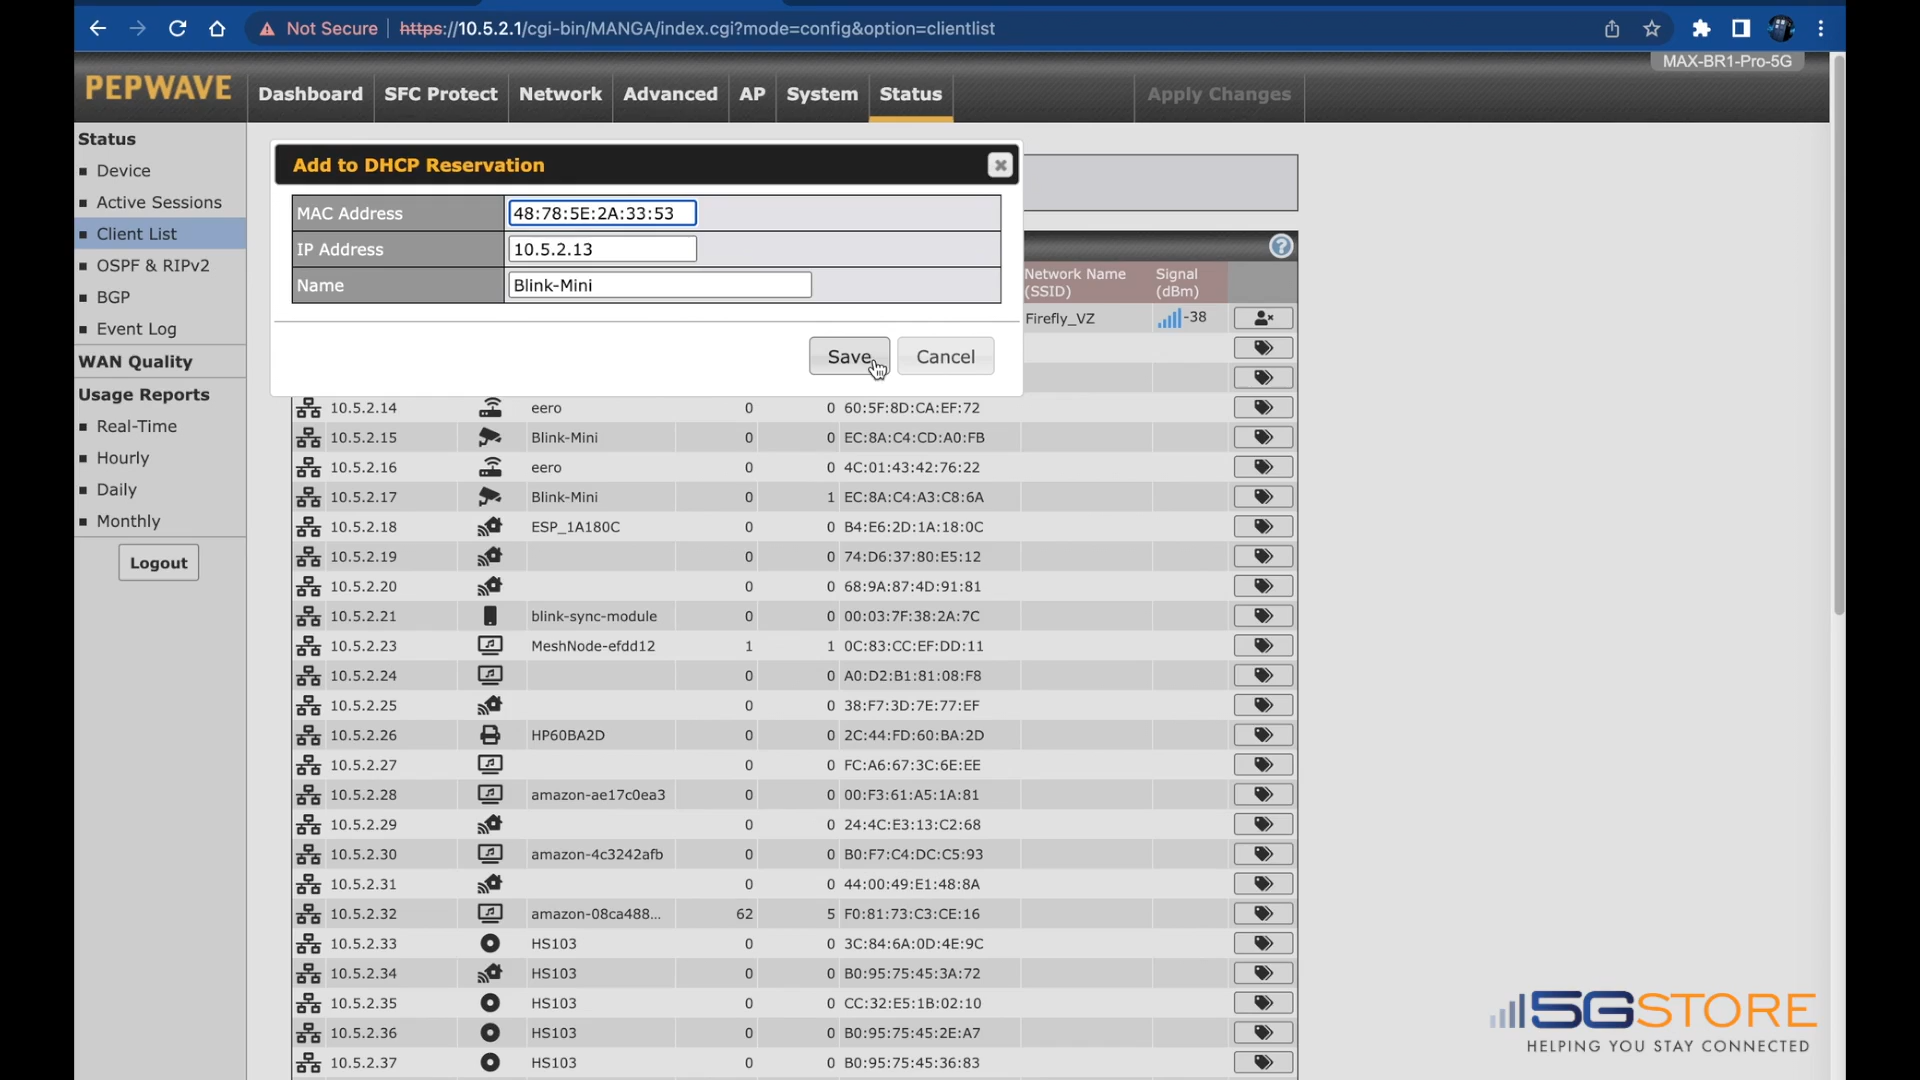 Not Secure https://10.5.2.1/cgi-bin/MANGA/index.cgi?mode=config&option=clientlist
MAX-BR1-Pro-5G
PEPWAVE Dashboard SFC Protect Network Advanced AP System Status Apply Changes
Status
Device
Active Sessions
Client List
OSPF & RIPv2
BGP
Event Log
WAN Quality
Usage Reports
Real-Time
Hourly
Daily
Monthly
Logout
Add to DHCP Reservation
MAC Address 48:78:5E:2A:33:53
IP Address 10.5.2.13
Name Blink-Mini
Save Cancel
Network Name (SSID) Signal (dBm)
Firefly_VZ -38
10.5.2.14 eero 0 0 60:5F:8D:CA:EF:72
10.5.2.15 Blink-Mini 0 0 EC:8A:C4:CD:A0:FB
10.5.2.16 eero 0 0 4C:01:43:42:76:22
10.5.2.17 Blink-Mini 0 1 EC:8A:C4:A3:C8:6A
10.5.2.18 ESP_1A180C 0 0 B4:E6:2D:1A:18:0C
10.5.2.19 0 0 74:D6:37:80:E5:12
10.5.2.20 0 0 68:9A:87:4D:91:81
10.5.2.21 blink-sync-module 0 0 00:03:7F:38:2A:7C
10.5.2.23 MeshNode-efdd12 1 1 0C:83:CC:EF:DD:11
10.5.2.24 0 0 A0:D2:B1:81:08:F8
10.5.2.25 0 0 38:F7:3D:7E:77:EF
10.5.2.26 HP60BA2D 0 0 2C:44:FD:60:BA:2D
10.5.2.27 0 0 FC:A6:67:3C:6E:EE
10.5.2.28 amazon-ae17c0ea3 0 0 00:F3:61:A5:1A:81
10.5.2.29 0 0 24:4C:E3:13:C2:68
10.5.2.30 amazon-4c3242afb 0 0 B0:F7:C4:DC:C5:93
10.5.2.31 0 0 44:00:49:E1:48:8A
10.5.2.32 amazon-08ca488... 62 5 F0:81:73:C3:CE:16
10.5.2.33 HS103 0 0 3C:84:6A:0D:4E:9C
10.5.2.34 HS103 0 0 B0:95:75:45:3A:72
10.5.2.35 HS103 0 0 CC:32:E5:1B:02:10
10.5.2.36 HS103 0 0 B0:95:75:45:2E:A7
10.5.2.37 HS103 0 0 B0:95:75:45:36:83
5GSTORE
HELPING YOU STAY CONNECTED